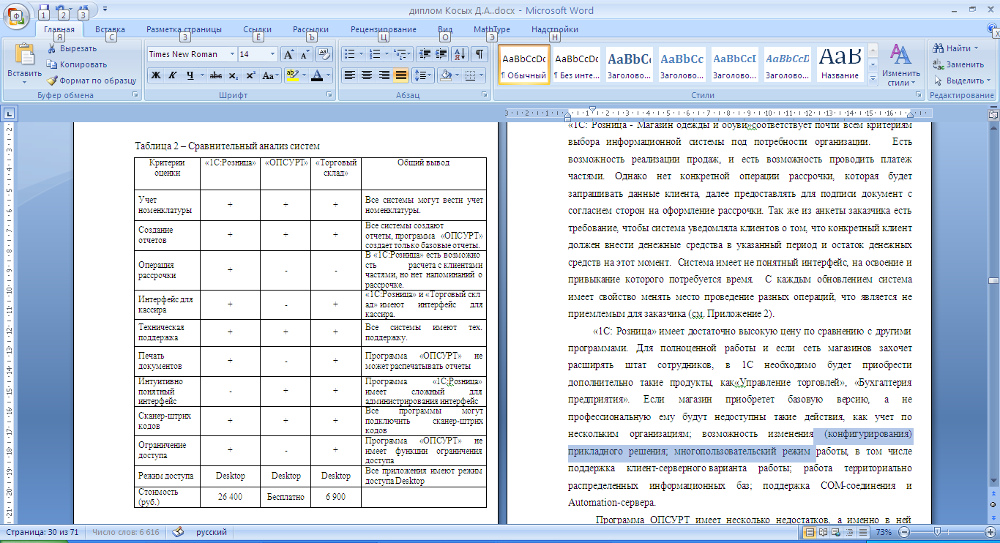 диплом Косых Д.А..docx - Microsoft Word
1 2 3
Ф
Главная Вставка Разметка страницы Ссылки Рассылки Рецензирование Вид MathType Надстройки
Я С З Ё Ъ Ц О Э Н
Вставить
Вырезать
Копировать
Формат по образцу
Буфер обмена
Times New Roman 14
Ж К Ч abc x₂ x² Aa
Шрифт
Абзац
AaBbCcDc AaBbCcDc AaBbCc AaBbCc AaBbCcI AaBbCcD АаВ
¶ Обычный ¶ Без инте... Заголово... Заголово... Заголово... Заголово... Название
Изменить
стили
Стили
Найти
Заменить
Выделить
Редактирование
Таблица 2 – Сравнительный анализ систем
Критерии
оценки
«1С:Розница» «ОПСУРТ» «Торговый
склад»
Общий вывод
Учет
номенклатуры
+ + +
Все системы могут вести учет
номенклатуры.
Создание
отчетов
+ + +
Все системы создают
отчеты, программа «ОПСУРТ»
создает только базовые отчеты.
Операция
рассрочки
+ - -
В «1С:Розница» есть возможно
сть расчета с клиентами
частями, но нет напоминаний о
рассрочке.
Интерфейс для
кассира
+ - +
«1С:Розница» и «Торговый скл
ад» имеют интерфейс для
кассира.
Техническая
поддержка
+ + +
Все системы имеют тех.
поддержку.
Печать
документов
+ - +
Программа «ОПСУРТ» не
может распечатывать отчеты
Интуитивно
понятный
интерфейс
- + +
Программа «1С:Розница»
имеет сложный для
администрирования интерфейс
Сканер-штрих
кодов
+ + +
Все программы могут
подключить сканер-штрих
кодов
Ограничение
доступа
+ - +
Программа «ОПСУРТ» не
имеет функции ограничения
доступа
Режим доступа Desktop Desktop Desktop
Все приложения имеют режим
доступа Desktop
Стоимость
(руб.)
26 400 Бесплатно 6 900
«1С: Розница - Магазин одежды и обуви»соответствует почти всем критериям
выбора информационной системы под потребности организации. Есть
возможность реализации продаж, и есть возможность проводить платеж
частями. Однако нет конкретной операции рассрочки, которая будет
запрашивать данные клиента, далее предоставлять для подписи документ с
согласием сторон на оформление рассрочки. Так же из анкеты заказчика есть
требование, чтобы система уведомляла клиентов о том, что конкретный клиент
должен внести денежные средства в указанный период и остаток денежных
средств на этот момент. Система имеет не понятный интерфейс, на освоение и
привыкание которого потребуется время. С каждым обновлением система
имеет свойство менять место проведение разных операций, что является не
приемлемым для заказчика (см. Приложение 2).
«1С: Розница» имеет достаточно высокую цену по сравнению с другими
программами. Для полноценной работы и если сеть магазинов захочет
расширять штат сотрудников, в 1С необходимо будет приобрести
дополнительно такие продукты, как«Управление торговлей», «Бухгалтерия
предприятия». Если магазин приобретет базовую версию, а не
профессиональную ему будут недоступны такие действия, как учет по
нескольким организациям; возможность изменения (конфигурирования)
прикладного решения; многопользовательский режим работы, в том числе
поддержка клиент-серверного варианта работы; работа территориально
распределенных информационных баз; поддержка COM-соединения и
Automation-сервера.
Программа ОПСУРТ имеет несколько недостатков, а именно в ней
Страница: 30 из 71 Число слов: 6 616 русский 73%